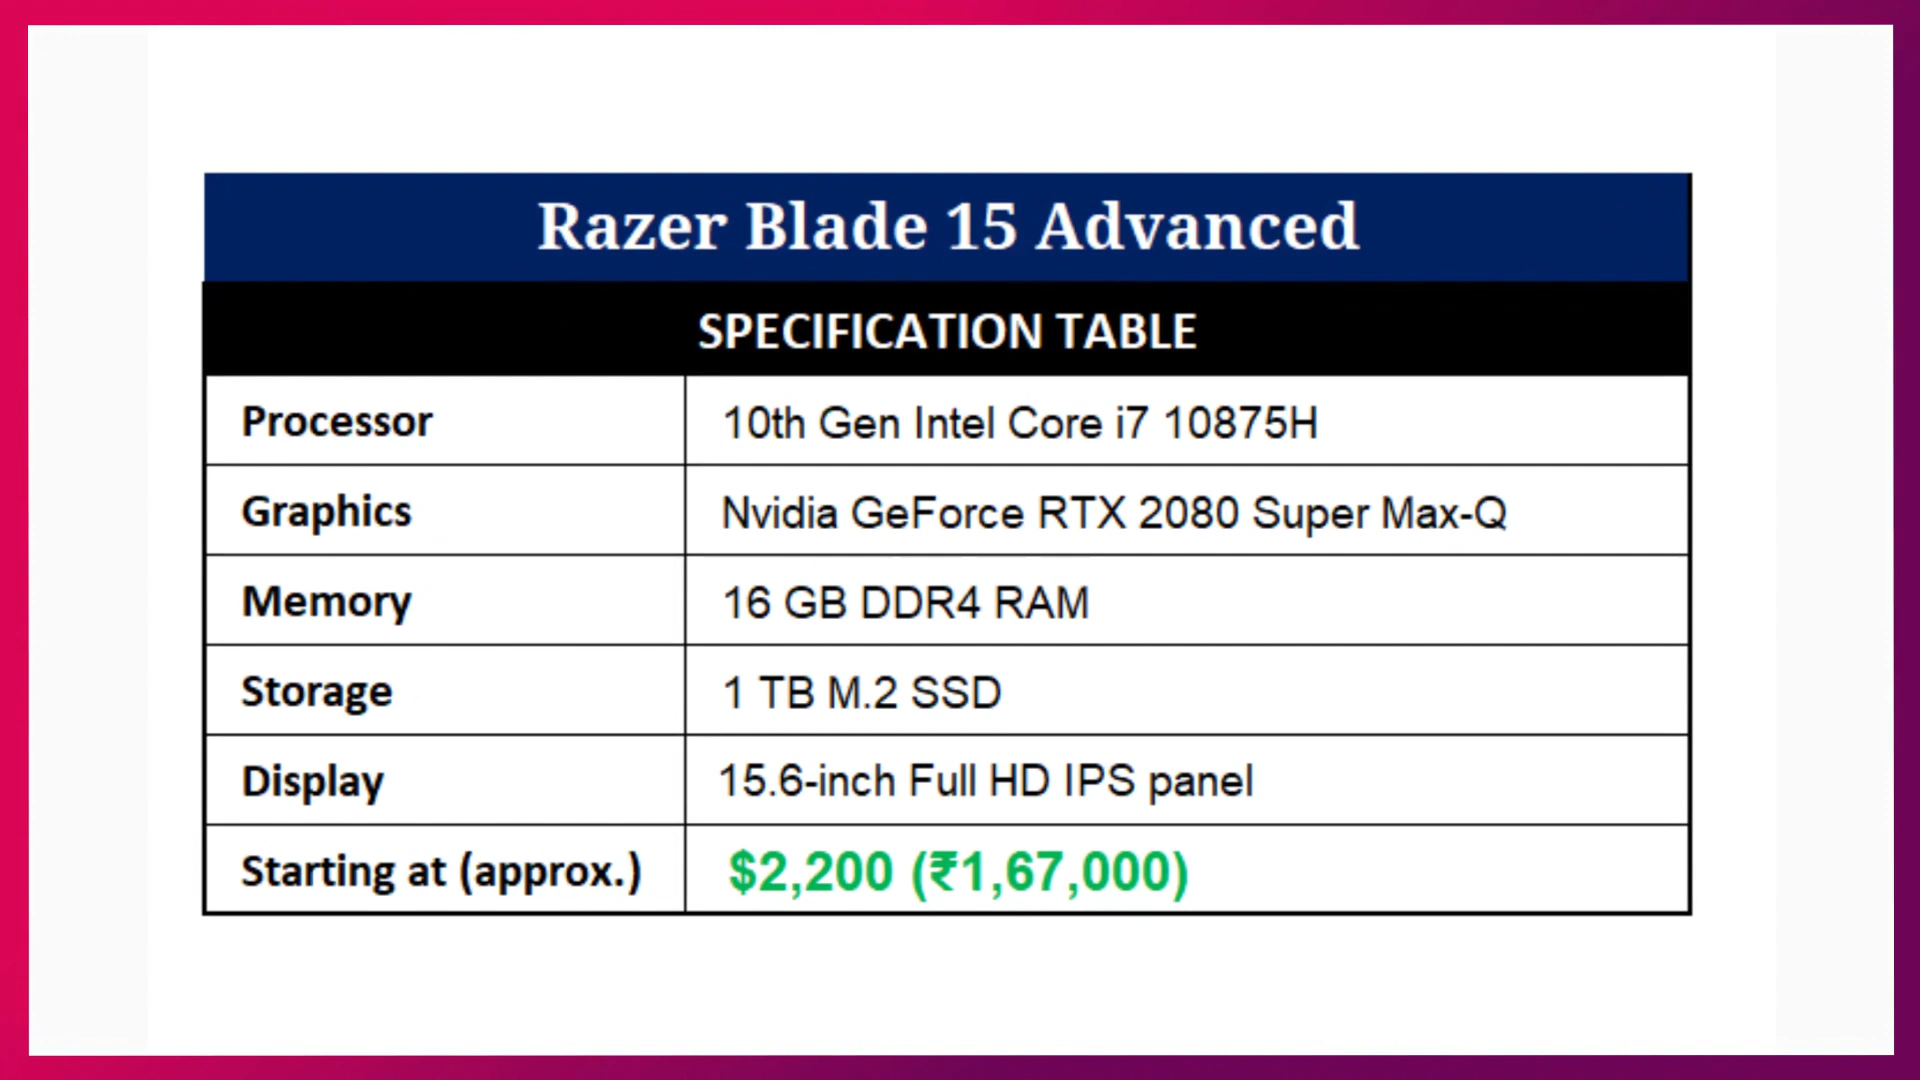 Razer Blade 15 Advanced
SPECIFICATION TABLE
Processor 10th Gen Intel Core i7 10875H
Graphics Nvidia GeForce RTX 2080 Super Max-Q
Memory 16 GB DDR4 RAM
Storage 1 TB M.2 SSD
Display 15.6-inch Full HD IPS panel
Starting at (approx.) $2,200 (₹1,67,000)